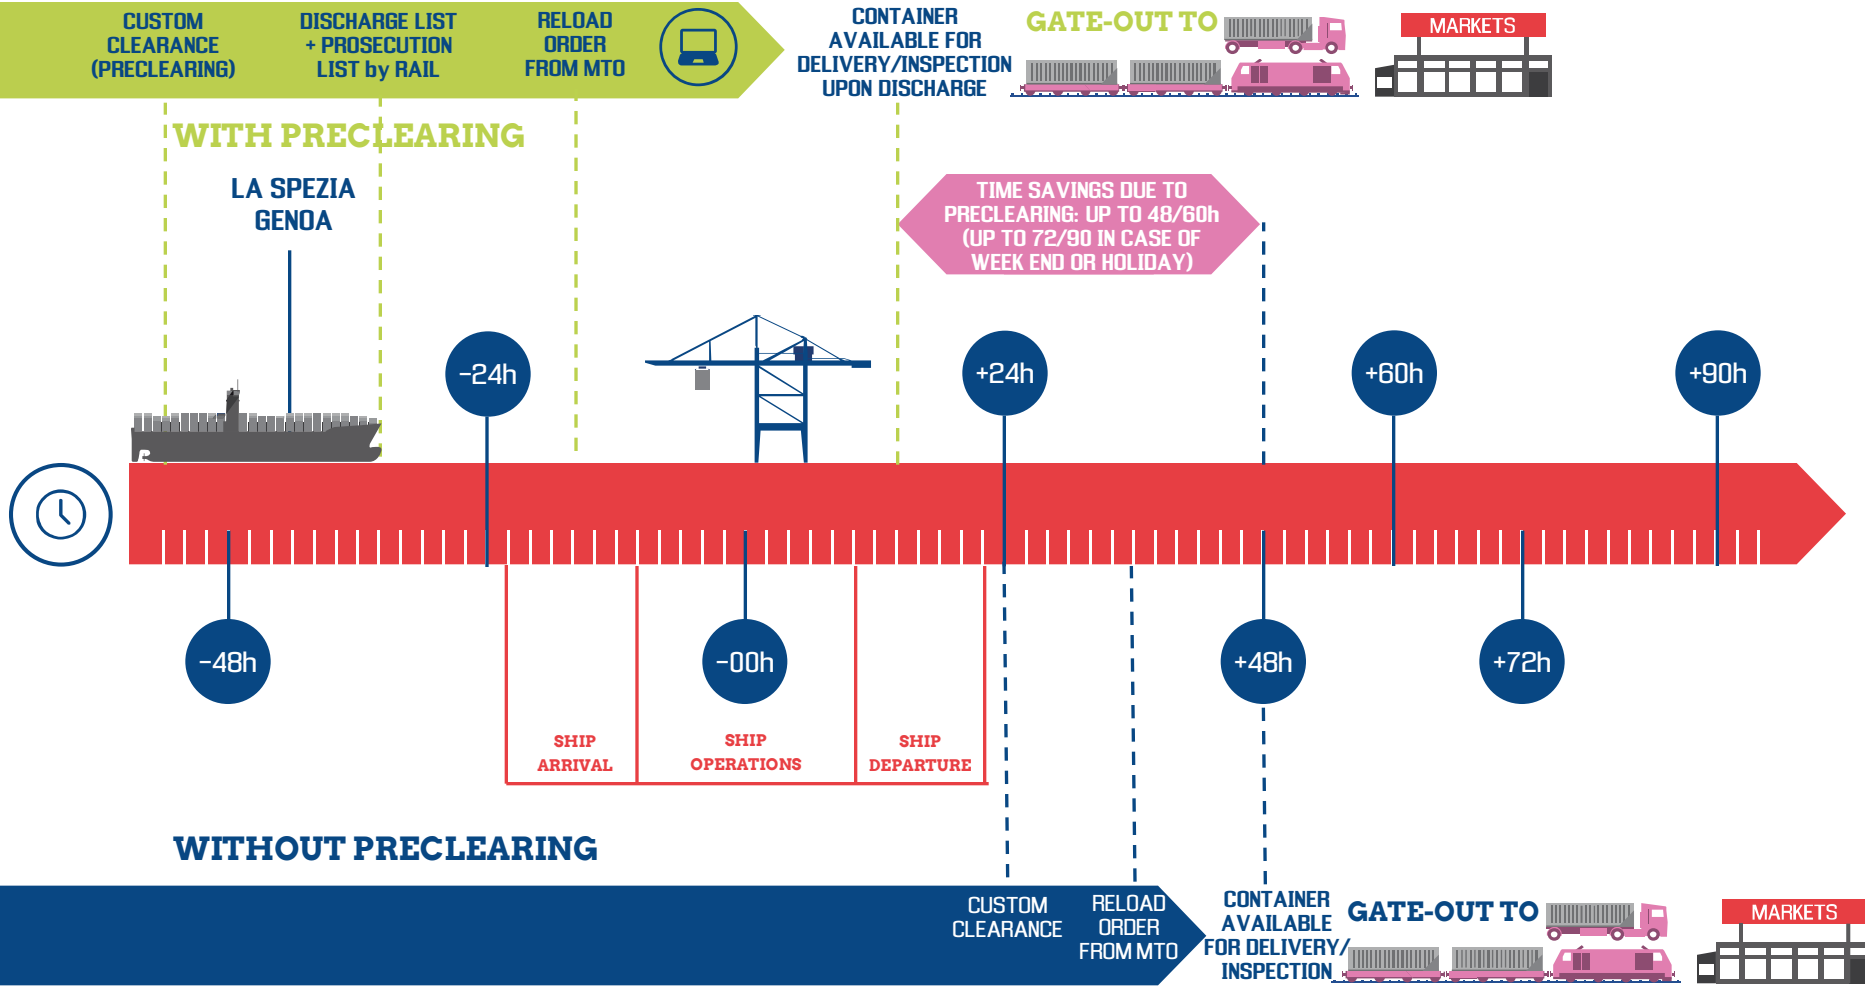 CUSTOM
CLEARANCE
(PRECLEARING)
DISCHARGE LIST
+ PROSECUTION
LIST by RAIL
RELOAD
ORDER
FROM MTO
CONTAINER
AVAILABLE FOR
DELIVERY/INSPECTION
UPON DISCHARGE
GATE-OUT TO
MARKETS
WITH PRECLEARING
LA SPEZIA
GENOA
TIME SAVINGS DUE TO
PRECLEARING: UP TO 48/60h
(UP TO 72/90 IN CASE OF
WEEK END OR HOLIDAY)
-24h
+24h
+60h
+90h
-48h
-00h
+48h
+72h
SHIP
ARRIVAL
SHIP
OPERATIONS
SHIP
DEPARTURE
WITHOUT PRECLEARING
CUSTOM
CLEARANCE
RELOAD
ORDER
FROM MTO
CONTAINER
AVAILABLE
FOR DELIVERY/
INSPECTION
GATE-OUT TO
MARKETS